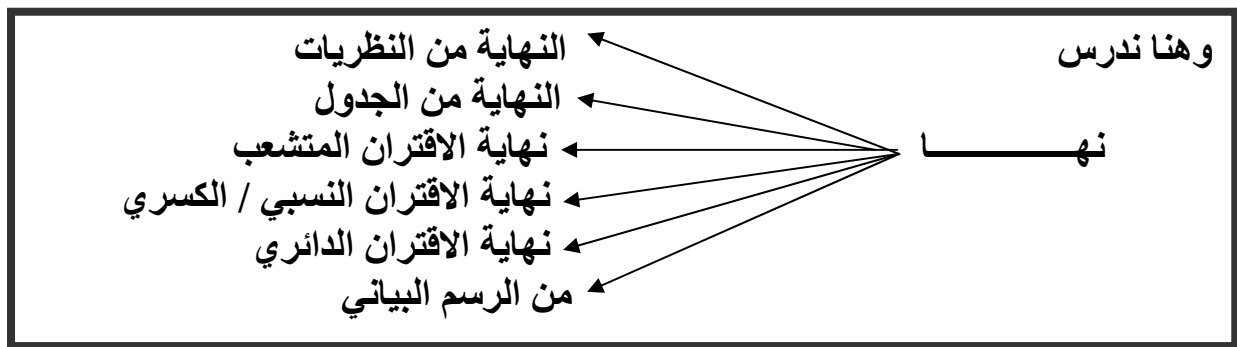 وهنا ندرس
النهاية من النظريات
النهاية من الجدول
نهـــــــا
نهاية الاقتران المتشعب
نهاية الاقتران النسبي / الكسري
نهاية الاقتران الدائري
من الرسم البياني